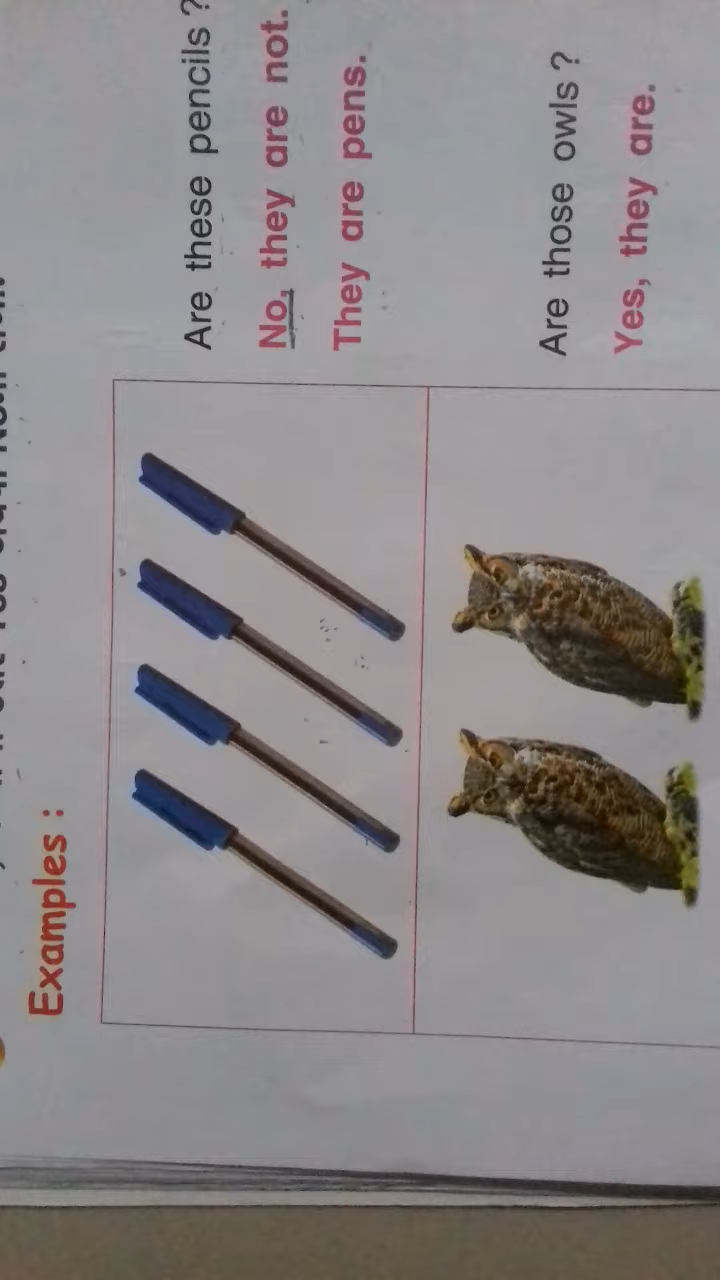 Examples :
Are these pencils ?
No, they are not.
They are pens.
Are those owls ?
Yes, they are.